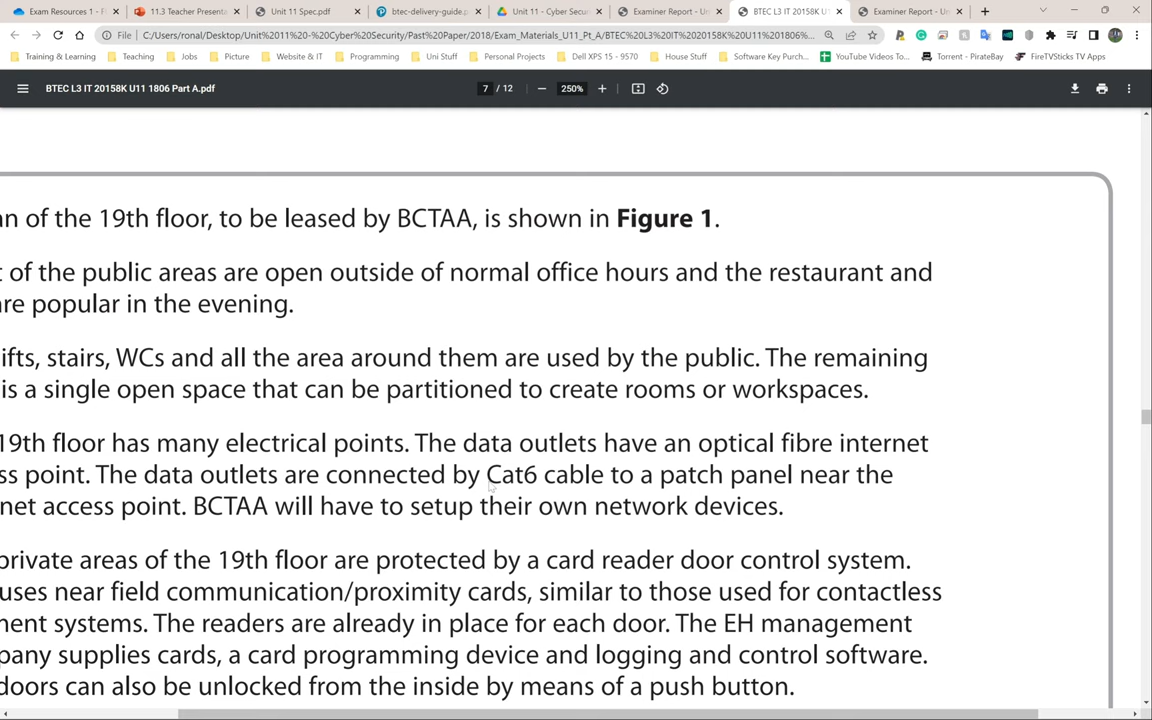 Exam Resources 1 - F
11.3 Teacher Presenta
Unit 11 Spec.pdf
btec-delivery-guide.p
Unit 11 - Cyber Secur
Examiner Report - Un
BTEC L3 IT 20158K U1
Examiner Report - Un
File
C:/Users/ronal/Desktop/Unit%2011%20-%20Cyber%20Security/Past%20Paper/2018/Exam_Materials_U11_Pt_A/BTEC%20L3%20IT%2020158K%20U11%201806%...
Training & Learning
Teaching
Jobs
Picture
Website & IT
Programming
Uni Stuff
Personal Projects
Dell XPS 15 - 9570
House Stuff
Software Key Purch...
YouTube Videos To...
Torrent - PirateBay
FireTVSticks TV Apps
BTEC L3 IT 20158K U11 1806 Part A.pdf
7 / 12
250%
an of the 19th floor, to be leased by BCTAA, is shown in Figure 1.
t of the public areas are open outside of normal office hours and the restaurant and
are popular in the evening.
ifts, stairs, WCs and all the area around them are used by the public. The remaining
is a single open space that can be partitioned to create rooms or workspaces.
19th floor has many electrical points. The data outlets have an optical fibre internet
ss point. The data outlets are connected by Cat6 cable to a patch panel near the
net access point. BCTAA will have to setup their own network devices.
private areas of the 19th floor are protected by a card reader door control system.
uses near field communication/proximity cards, similar to those used for contactless
ment systems. The readers are already in place for each door. The EH management
pany supplies cards, a card programming device and logging and control software.
doors can also be unlocked from the inside by means of a push button.